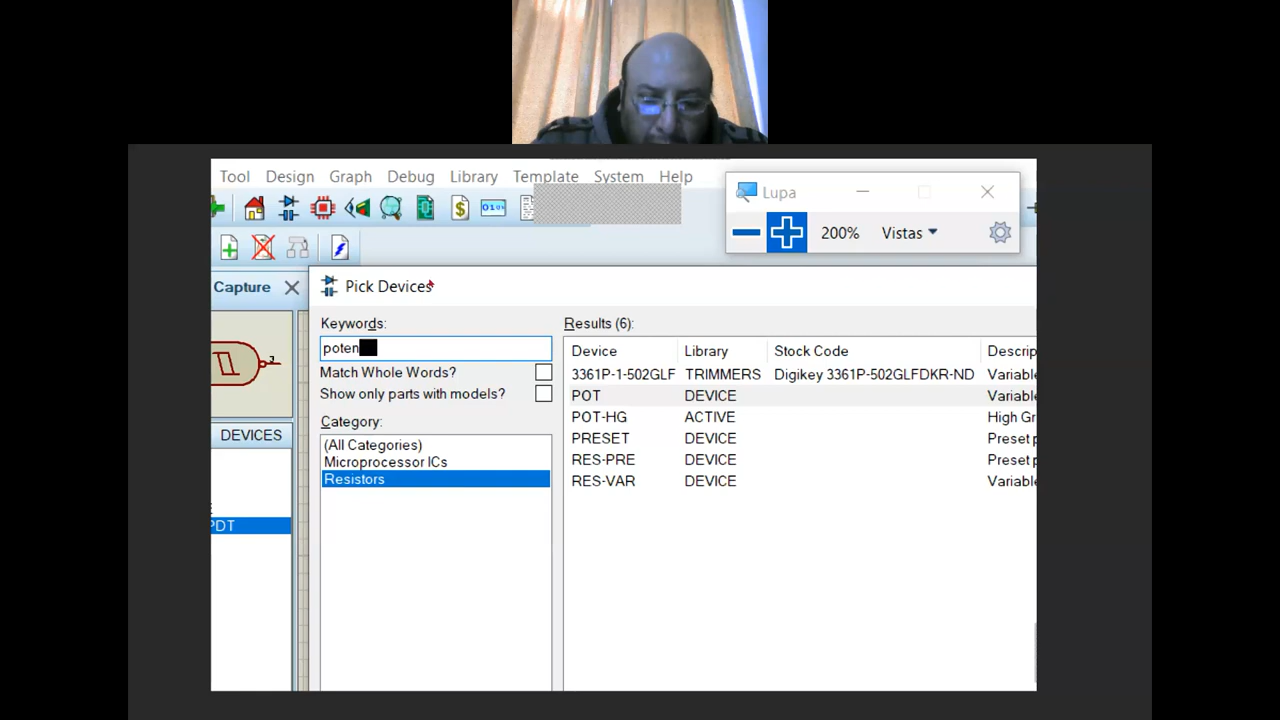 Tool Design Graph Debug Library Template System Help
Lupa
200% Vistas
Capture
Pick Devices
Keywords:
poten
Match Whole Words?
Show only parts with models?
Category:
(All Categories)
Microprocessor ICs
Resistors
Results (6):
Device Library Stock Code Descrip
3361P-1-502GLF TRIMMERS Digikey 3361P-502GLFDKR-ND Variable
POT DEVICE Variable
POT-HG ACTIVE High Gr
PRESET DEVICE Preset p
RES-PRE DEVICE Preset p
RES-VAR DEVICE Variable
DEVICES
PDT